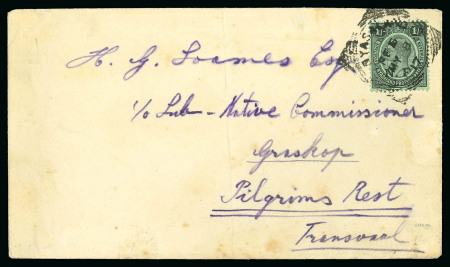 H. G. Soames Esq
c/o Sub-Native Commissioner
Graskop
Pilgrims Rest
Transvaal